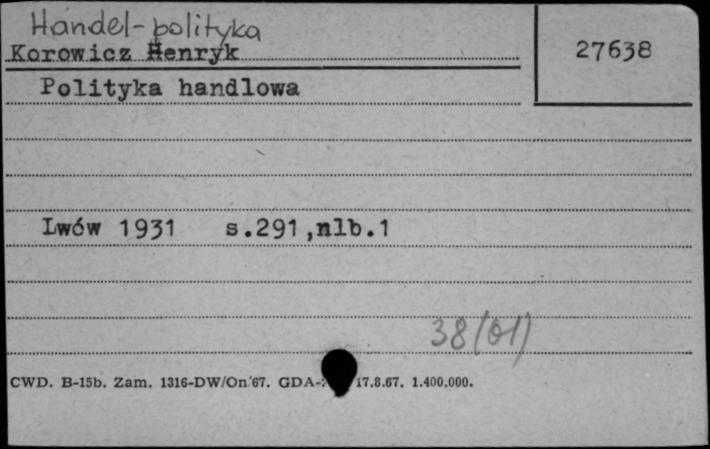 Handel-polityka
Korowicz Henryk
27638
Polityka handlowa
Lwów 1931 s.291,nlb.1
38(01)
CWD. B-15b. Zam. 1316-DW/On.'67. GDA- 17.8.67. 1.400.000.